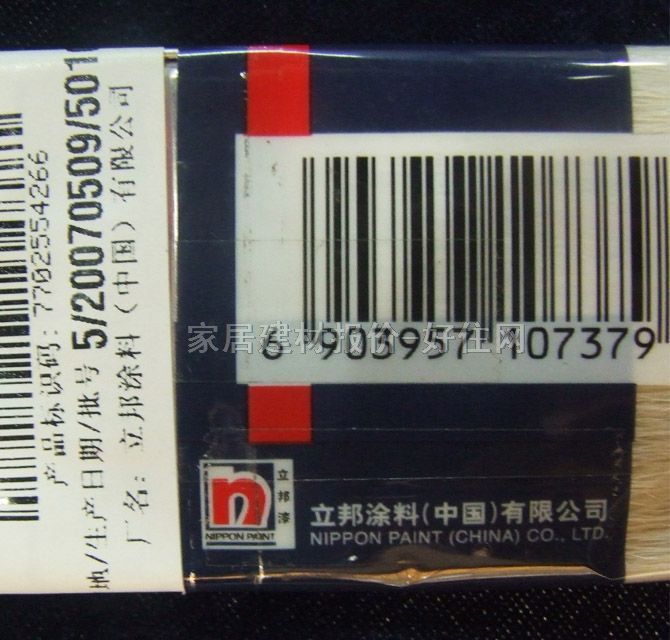 产品标识码: 7702554266
地/生产日期/批号 5/20070509/501
厂名: 立邦涂料(中国)有限公司
6 903957 107379
家居建材报价-好住网
立邦漆
n
NIPPON PAINT
立邦涂料(中国)有限公司
NIPPON PAINT (CHINA) CO., LTD.